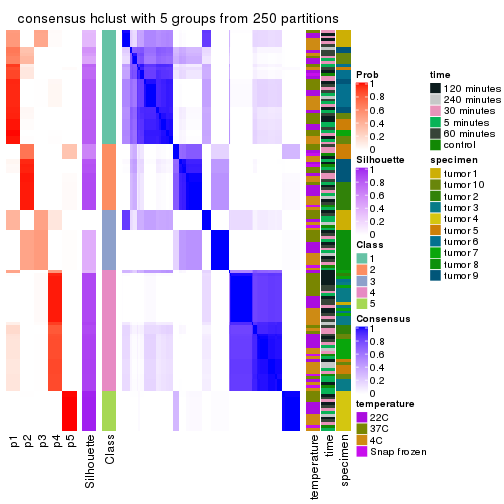 consensus hclust with 5 groups from 250 partitions
Prob
1
0.8
0.6
0.4
0.2
0
Silhouette
1
0.8
0.6
0.4
0.2
0
Class
1
2
3
4
5
Consensus
1
0.8
0.6
0.4
0.2
0
temperature
22C
37C
4C
Snap frozen
time
120 minutes
240 minutes
30 minutes
5 minutes
60 minutes
control
specimen
tumor 1
tumor 10
tumor 2
tumor 3
tumor 4
tumor 5
tumor 6
tumor 7
tumor 8
tumor 9
p1
p2
p3
p4
p5
Silhouette
Class
temperature
time
specimen